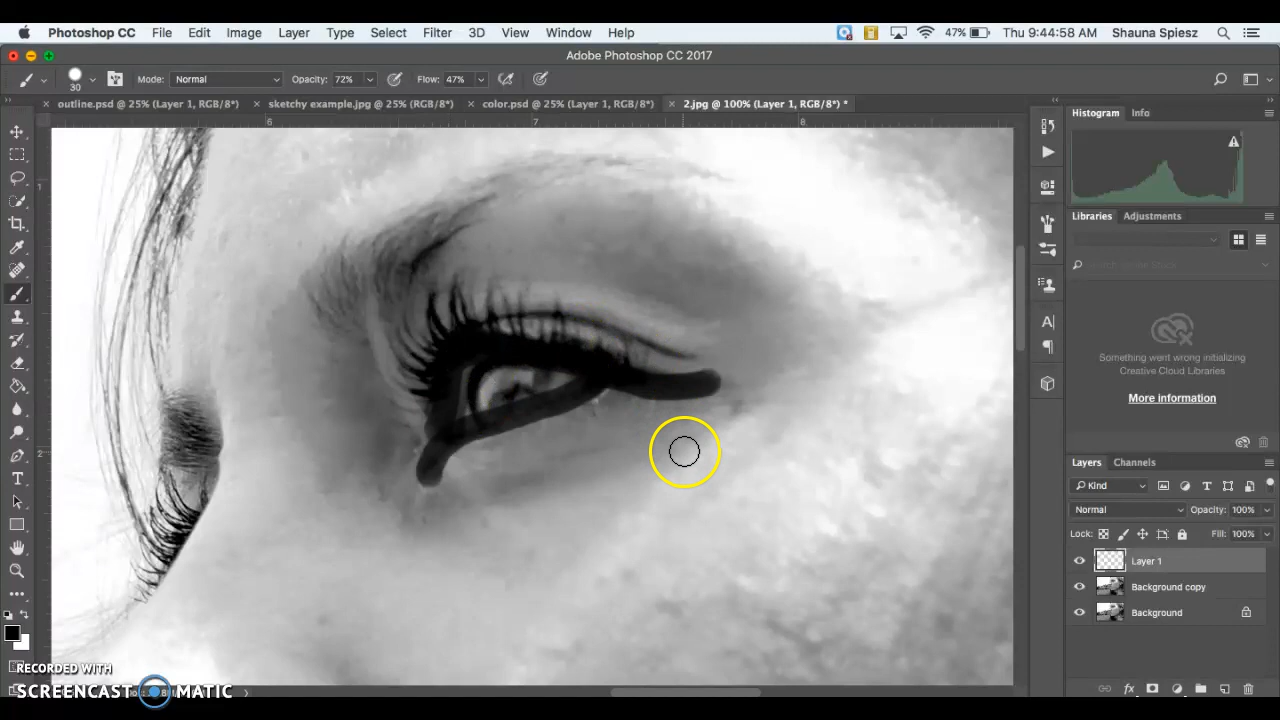 Photoshop CC File Edit Image Layer Type Select Filter 3D View Window Help 47% Thu 9:44:58 AM Shauna Spiesz
Adobe Photoshop CC 2017
30 Mode: Normal Opacity: 72% Flow: 47%
outline.psd @ 25% (Layer 1, RGB/8*) sketchy example.jpg @ 25% (RGB/8*) color.psd @ 25% (Layer 1, RGB/8*) 2.jpg @ 100% (Layer 1, RGB/8*) *
6 7 8
1
2
Histogram Info
Libraries Adjustments
Something went wrong initializing
Creative Cloud Libraries
More information
Layers Channels
Kind
Normal Opacity: 100%
Lock: Fill: 100%
Layer 1
Background copy
Background
RECORDED WITH
SCREENCAST MATIC